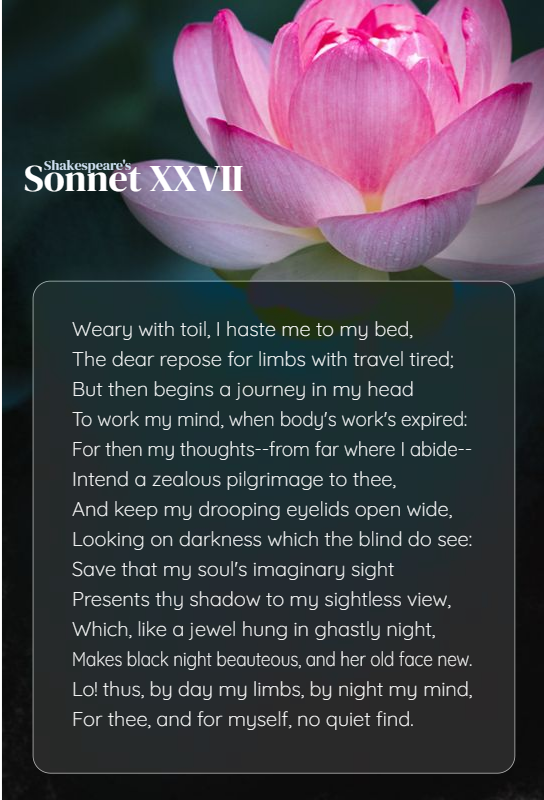 Shakespeare's
Sonnet XXVII
Weary with toil, I haste me to my bed,
The dear repose for limbs with travel tired;
But then begins a journey in my head
To work my mind, when body's work's expired:
For then my thoughts--from far where I abide--
Intend a zealous pilgrimage to thee,
And keep my drooping eyelids open wide,
Looking on darkness which the blind do see:
Save that my soul's imaginary sight
Presents thy shadow to my sightless view,
Which, like a jewel hung in ghastly night,
Makes black night beauteous, and her old face new.
Lo! thus, by day my limbs, by night my mind,
For thee, and for myself, no quiet find.